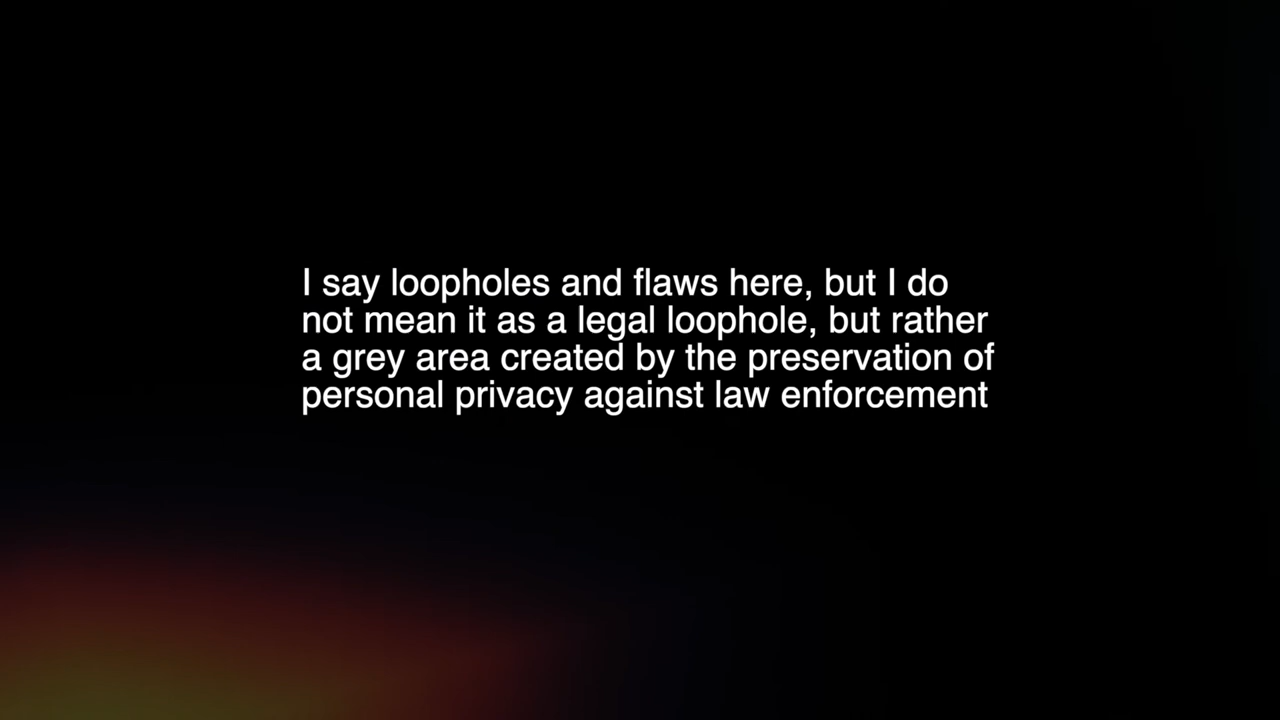 I say loopholes and flaws here, but I do
not mean it as a legal loophole, but rather
a grey area created by the preservation of
personal privacy against law enforcement